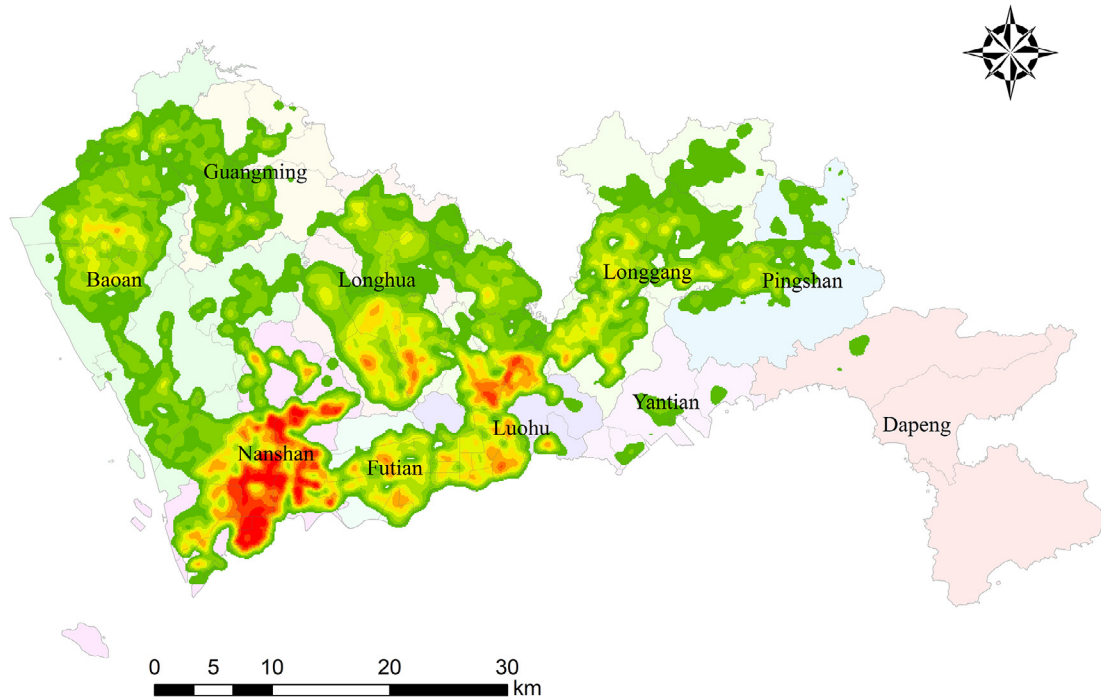 Guangming
Baoan
Longhua
Longgang
Pingshan
Yantian
Dapeng
Nanshan
Futian
Luohu
0 5 10 20 30
km